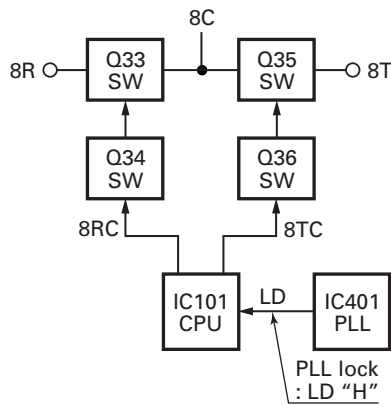 8C
8R
Q33
SW
Q35
SW
8T
Q34
SW
Q36
SW
8RC
8TC
IC101
CPU
LD
IC401
PLL
PLL lock
: LD “H”